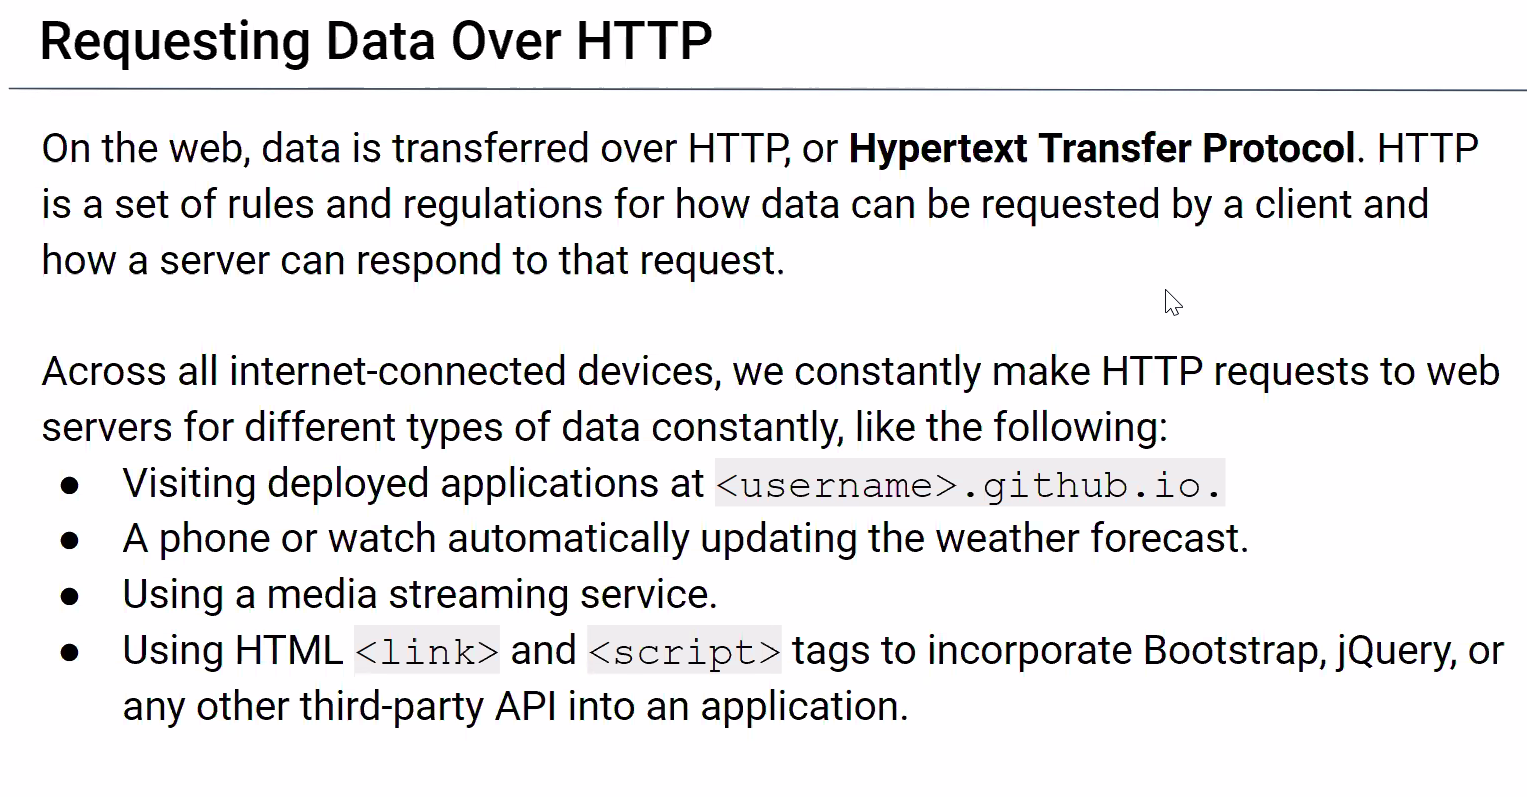 Requesting Data Over HTTP
On the web, data is transferred over HTTP, or Hypertext Transfer Protocol. HTTP
is a set of rules and regulations for how data can be requested by a client and
how a server can respond to that request.
Across all internet-connected devices, we constantly make HTTP requests to web
servers for different types of data constantly, like the following:
● Visiting deployed applications at <username>.github.io.
● A phone or watch automatically updating the weather forecast.
● Using a media streaming service.
● Using HTML <link> and <script> tags to incorporate Bootstrap, jQuery, or
any other third-party API into an application.